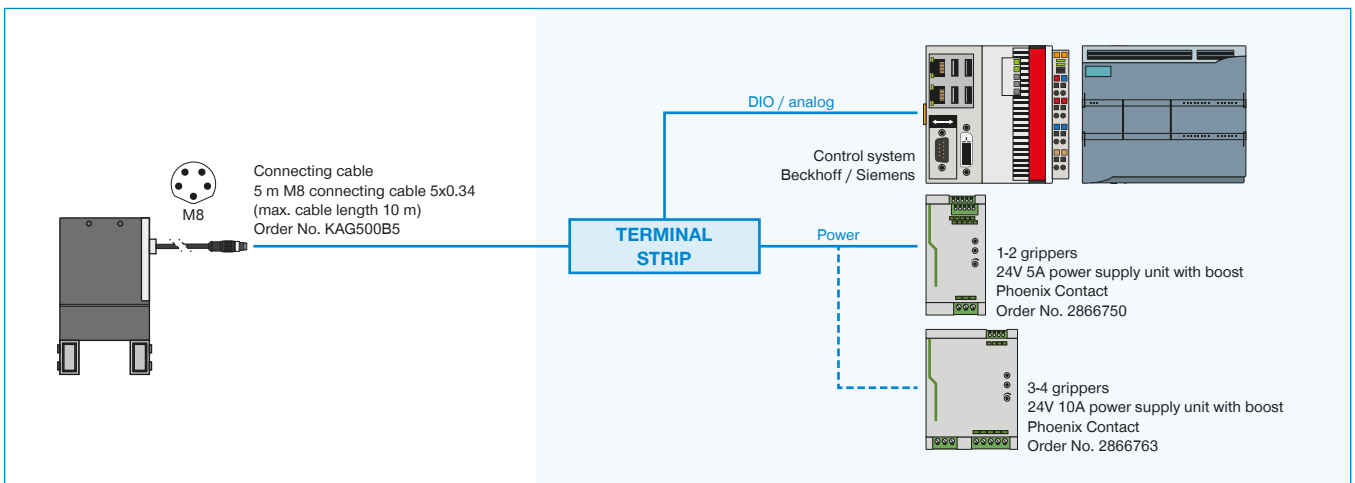 M8
Connecting cable
5 m M8 connecting cable 5x0.34
(max. cable length 10 m)
Order No. KAG500B5
TERMINAL
STRIP
DIO / analog
Control system
Beckhoff / Siemens
Power
1-2 grippers
24V 5A power supply unit with boost
Phoenix Contact
Order No. 2866750
3-4 grippers
24V 10A power supply unit with boost
Phoenix Contact
Order No. 2866763